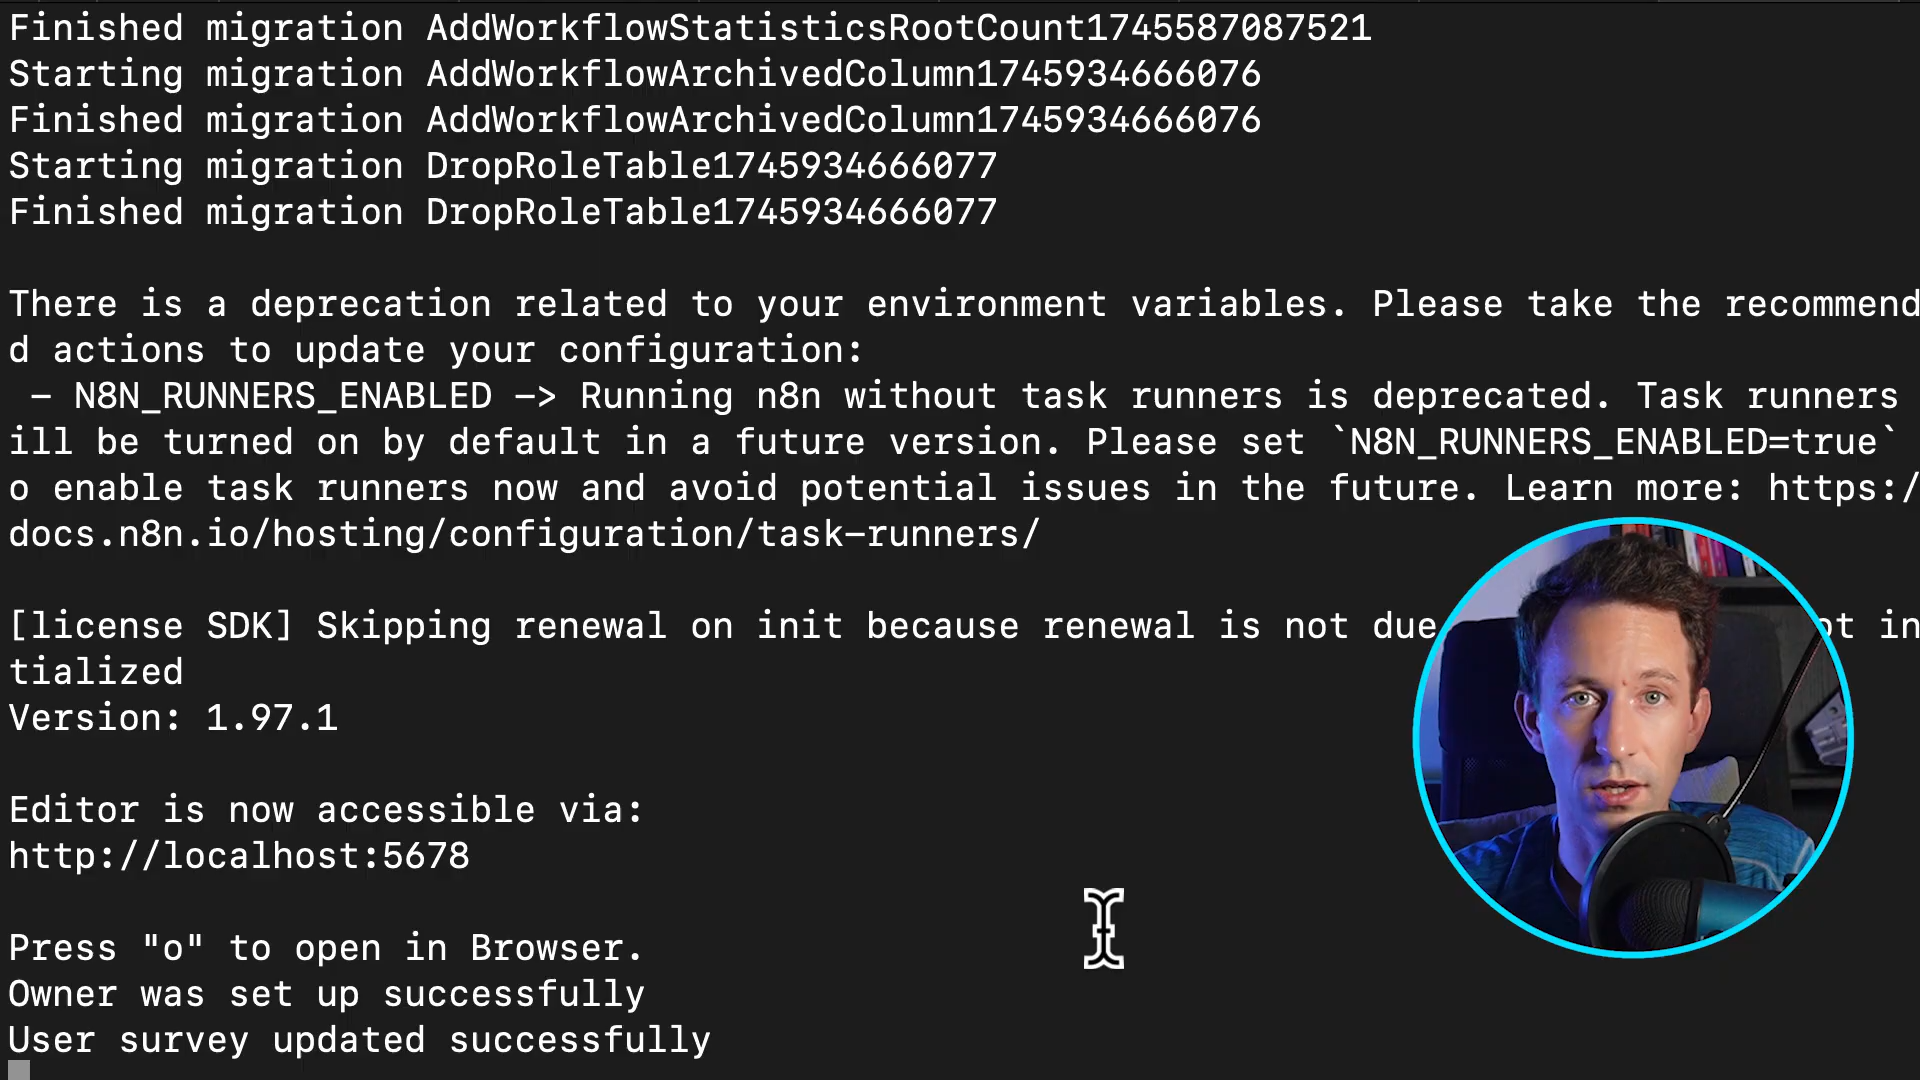 Finished migration AddWorkflowStatisticsRootCount1745587087521
Starting migration AddWorkflowArchivedColumn1745934666076
Finished migration AddWorkflowArchivedColumn1745934666076
Starting migration DropRoleTable1745934666077
Finished migration DropRoleTable1745934666077
There is a deprecation related to your environment variables. Please take the recommend
d actions to update your configuration:
- N8N_RUNNERS_ENABLED -> Running n8n without task runners is deprecated. Task runners
ill be turned on by default in a future version. Please set `N8N_RUNNERS_ENABLED=true`
o enable task runners now and avoid potential issues in the future. Learn more: https:/
docs.n8n.io/hosting/configuration/task-runners/
[license SDK] Skipping renewal on init because renewal is not due ot in
tialized
Version: 1.97.1
Editor is now accessible via:
http://localhost:5678
Press "o" to open in Browser.
Owner was set up successfully
User survey updated successfully